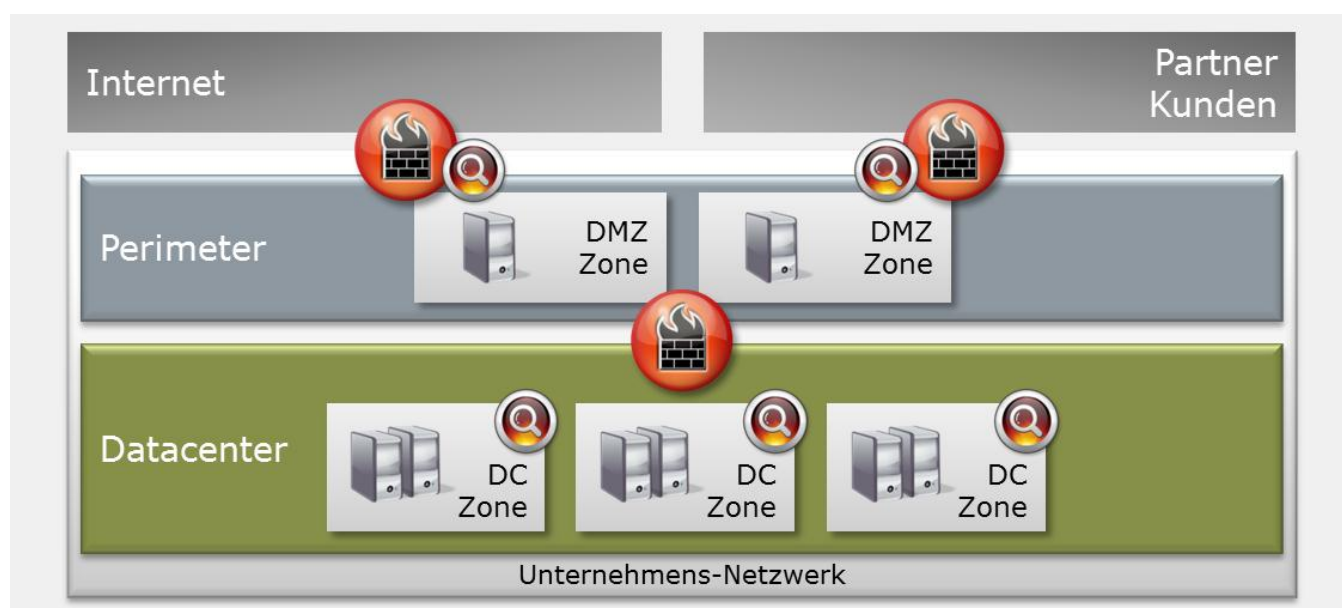 Internet
Partner
Kunden
Perimeter
DMZ
Zone
DMZ
Zone
Datacenter
DC
Zone
DC
Zone
DC
Zone
Unternehmens-Netzwerk